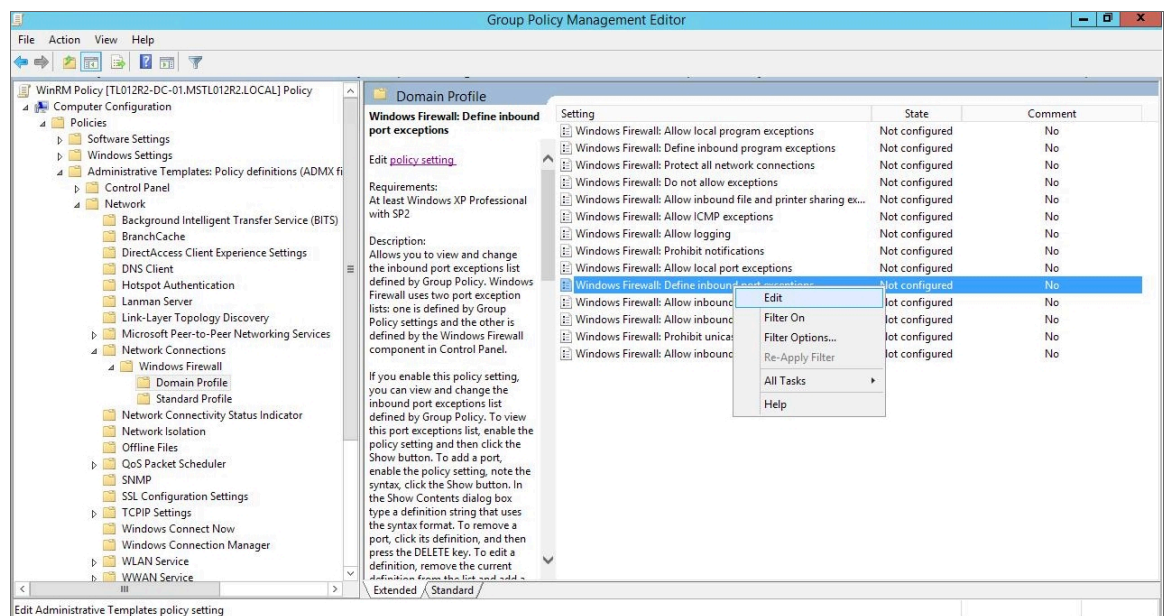 Group Policy Management Editor
File Action View Help
WinRM Policy [TL012R2-DC-01.MSTL012R2.LOCAL] Policy
Computer Configuration
Policies
Software Settings
Windows Settings
Administrative Templates: Policy definitions (ADMX fi
Control Panel
Network
Background Intelligent Transfer Service (BITS)
BranchCache
DirectAccess Client Experience Settings
DNS Client
Hotspot Authentication
Lanman Server
Link-Layer Topology Discovery
Microsoft Peer-to-Peer Networking Services
Network Connections
Windows Firewall
Domain Profile
Standard Profile
Network Connectivity Status Indicator
Network Isolation
Offline Files
QoS Packet Scheduler
SNMP
SSL Configuration Settings
TCPIP Settings
Windows Connect Now
Windows Connection Manager
WLAN Service
WWAN Service
Domain Profile
Windows Firewall: Define inbound
port exceptions
Edit policy setting
Requirements:
At least Windows XP Professional
with SP2
Description:
Allows you to view and change
the inbound port exceptions list
defined by Group Policy. Windows
Firewall uses two port exception
lists: one is defined by Group
Policy settings and the other is
defined by the Windows Firewall
component in Control Panel.
If you enable this policy setting,
you can view and change the
inbound port exceptions list
defined by Group Policy. To view
this port exceptions list, enable the
policy setting and then click the
Show button. To add a port,
enable the policy setting, note the
syntax, click the Show button. In
the Show Contents dialog box
type a definition string that uses
the syntax format. To remove a
port, click its definition, and then
press the DELETE key. To edit a
definition, remove the current
definition from the list and add a
Setting State Comment
Windows Firewall: Allow local program exceptions Not configured No
Windows Firewall: Define inbound program exceptions Not configured No
Windows Firewall: Protect all network connections Not configured No
Windows Firewall: Do not allow exceptions Not configured No
Windows Firewall: Allow inbound file and printer sharing ex... Not configured No
Windows Firewall: Allow ICMP exceptions Not configured No
Windows Firewall: Allow logging Not configured No
Windows Firewall: Prohibit notifications Not configured No
Windows Firewall: Allow local port exceptions Not configured No
Windows Firewall: Define inbound port exceptions Not configured No
Windows Firewall: Allow inbound Not configured No
Windows Firewall: Allow inbound Not configured No
Windows Firewall: Prohibit unicas Not configured No
Windows Firewall: Allow inbound Not configured No
Edit
Filter On
Filter Options...
Re-Apply Filter
All Tasks
Help
Extended Standard
Edit Administrative Templates policy setting